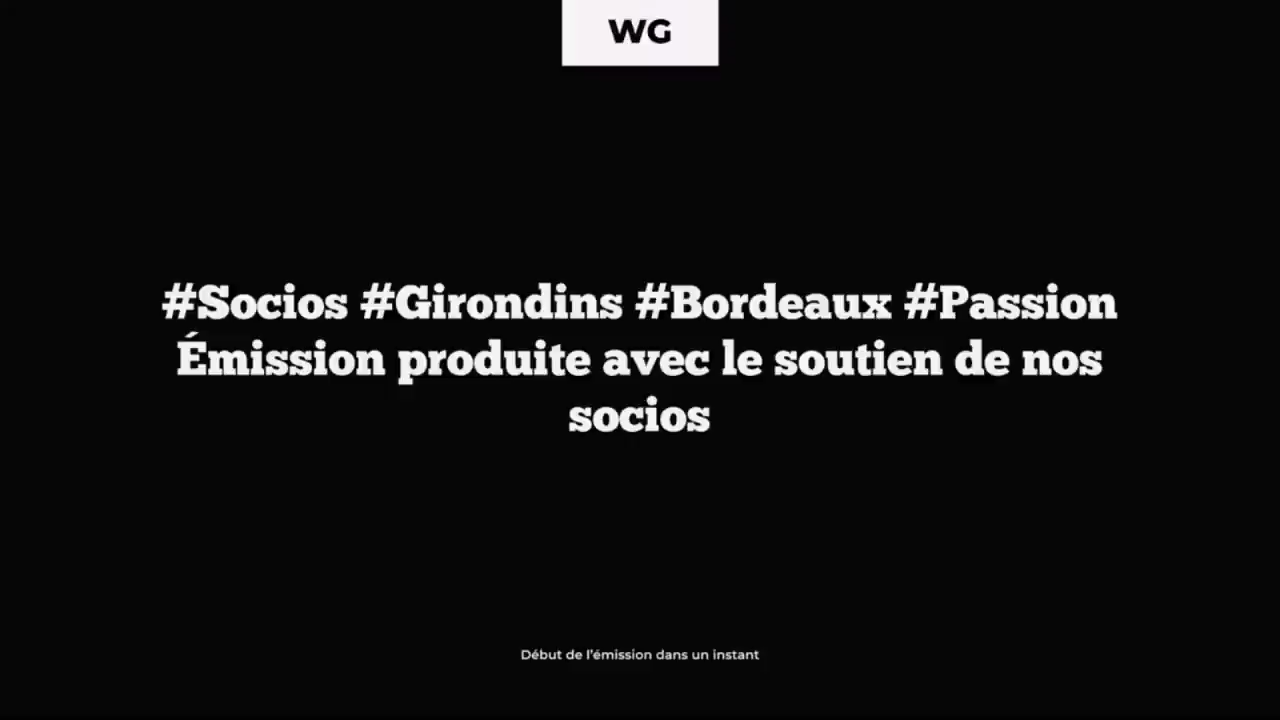 WG
#Socios #Girondins #Bordeaux #Passion
Émission produite avec le soutien de nos
socios
Début de l'émission dans un instant